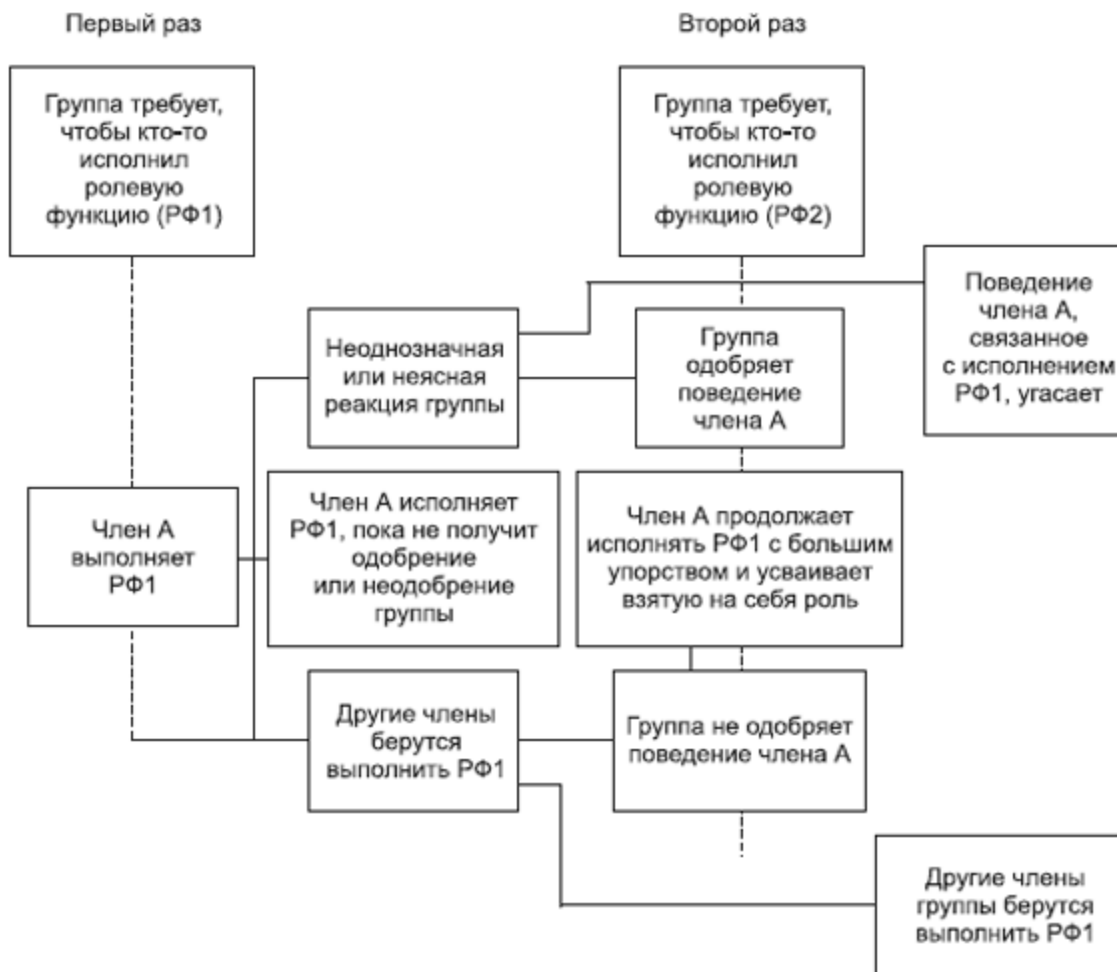 Первый раз
Второй раз
Группа требует,
чтобы кто-то
исполнил
ролевую
функцию (РФ1)
Группа требует,
чтобы кто-то
исполнил
ролевую
функцию (РФ2)
Поведение
члена А,
связанное
с исполнением
РФ1, угасает
Неоднозначная
или неясная
реакция группы
Группа
одобряет
поведение
члена А
Член А
выполняет
РФ1
Член А исполняет
РФ1, пока не получит
одобрение
или неодобрение
группы
Член А продолжает
исполнять РФ1 с большим
упорством и усваивает
взятую на себя роль
Другие члены
берутся
выполнить РФ1
Группа не одобряет
поведение члена А
Другие члены
группы берутся
выполнить РФ1